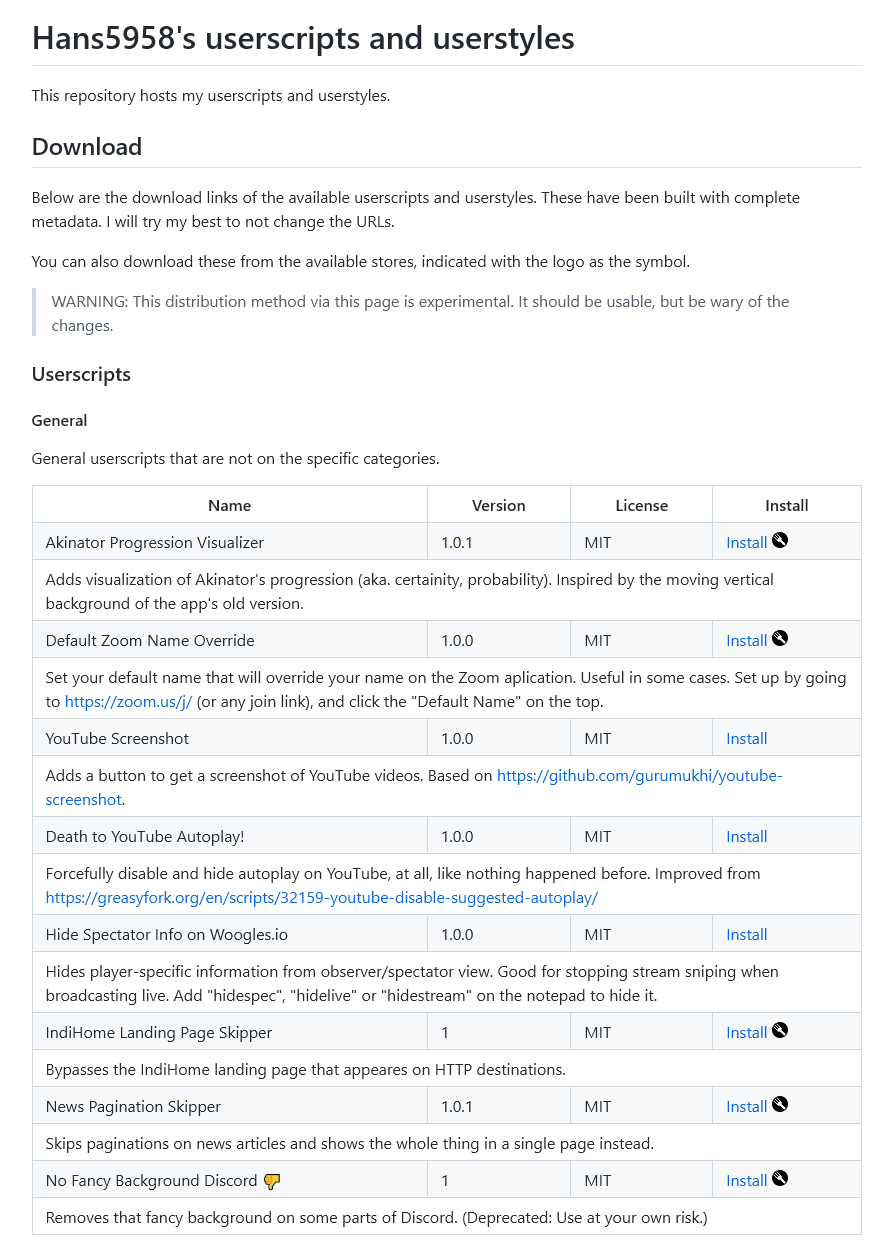 Hans5958's userscripts and userstyles
This repository hosts my userscripts and userstyles.
Download
Below are the download links of the available userscripts and userstyles. These have been built with complete
metadata. I will try my best to not change the URLs.
You can also download these from the available stores, indicated with the logo as the symbol.
WARNING: This distribution method via this page is experimental. It should be usable, but be wary of the
changes.
Userscripts
General
General userscripts that are not on the specific categories.
Name Version License Install
Akinator Progression Visualizer 1.0.1 MIT Install
Adds visualization of Akinator's progression (aka. certainity, probability). Inspired by the moving vertical
background of the app's old version.
Default Zoom Name Override 1.0.0 MIT Install
Set your default name that will override your name on the Zoom aplication. Useful in some cases. Set up by going
to https://zoom.us/j/ (or any join link), and click the "Default Name" on the top.
YouTube Screenshot 1.0.0 MIT Install
Adds a button to get a screenshot of YouTube videos. Based on https://github.com/gurumukhi/youtube-
screenshot.
Death to YouTube Autoplay! 1.0.0 MIT Install
Forcefully disable and hide autoplay on YouTube, at all, like nothing happened before. Improved from
https://greasyfork.org/en/scripts/32159-youtube-disable-suggested-autoplay/
Hide Spectator Info on Woogles.io 1.0.0 MIT Install
Hides player-specific information from observer/spectator view. Good for stopping stream sniping when
broadcasting live. Add "hidespec", "hidelive" or "hidestream" on the notepad to hide it.
IndiHome Landing Page Skipper 1 MIT Install
Bypasses the IndiHome landing page that appeares on HTTP destinations.
News Pagination Skipper 1.0.1 MIT Install
Skips paginations on news articles and shows the whole thing in a single page instead.
No Fancy Background Discord 👎 1 MIT Install
Removes that fancy background on some parts of Discord. (Deprecated: Use at your own risk.)